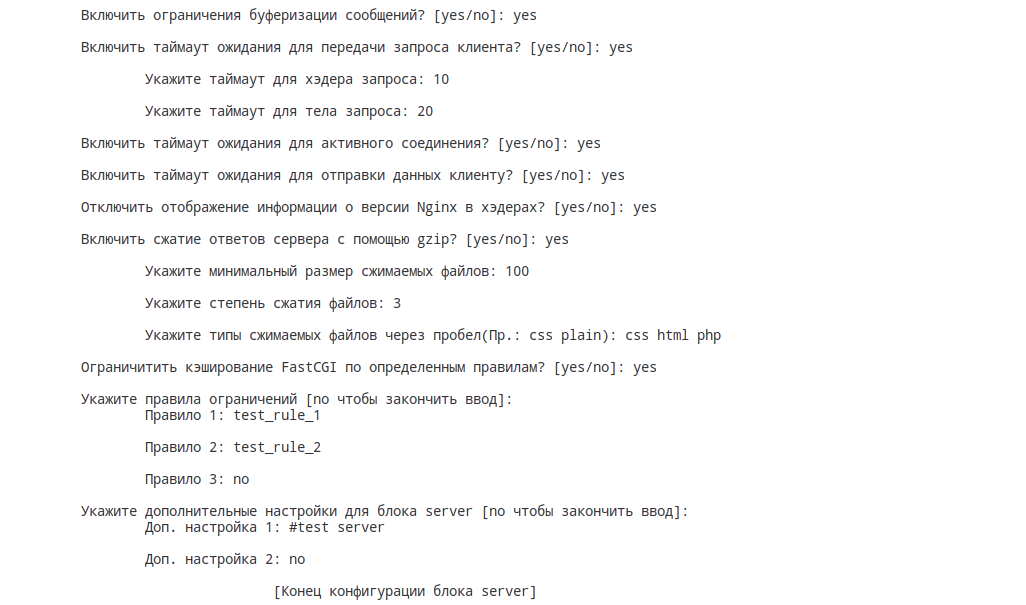 Включить ограничения буферизации сообщений? [yes/no]: yes
Включить таймаут ожидания для передачи запроса клиента? [yes/no]: yes
Укажите таймаут для хэдера запроса: 10
Укажите таймаут для тела запроса: 20
Включить таймаут ожидания для активного соединения? [yes/no]: yes
Включить таймаут ожидания для отправки данных клиенту? [yes/no]: yes
Отключить отображение информации о версии Nginx в хэдерах? [yes/no]: yes
Включить сжатие ответов сервера с помощью gzip? [yes/no]: yes
Укажите минимальный размер сжимаемых файлов: 100
Укажите степень сжатия файлов: 3
Укажите типы сжимаемых файлов через пробел(Пр.: css plain): css html php
Ограничитить кэширование FastCGI по определенным правилам? [yes/no]: yes
Укажите правила ограничений [no чтобы закончить ввод]:
Правило 1: test_rule_1
Правило 2: test_rule_2
Правило 3: no
Укажите дополнительные настройки для блока server [no чтобы закончить ввод]:
Доп. настройка 1: #test server
Доп. настройка 2: no
[Конец конфигурации блока server]